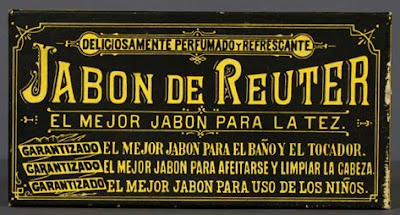 DELICIOSAMENTE PERFUMADO Y REFRESCANTE.
JABON DE REUTER
EL MEJOR JABON PARA LA TEZ.
GARANTIZADO EL MEJOR JABON PARA EL BAÑO Y EL TOCADOR.
GARANTIZADO EL MEJOR JABON PARA AFEITARSE Y LIMPIAR LA CABEZA.
GARANTIZADO EL MEJOR JABON PARA USO DE LOS NIÑOS.